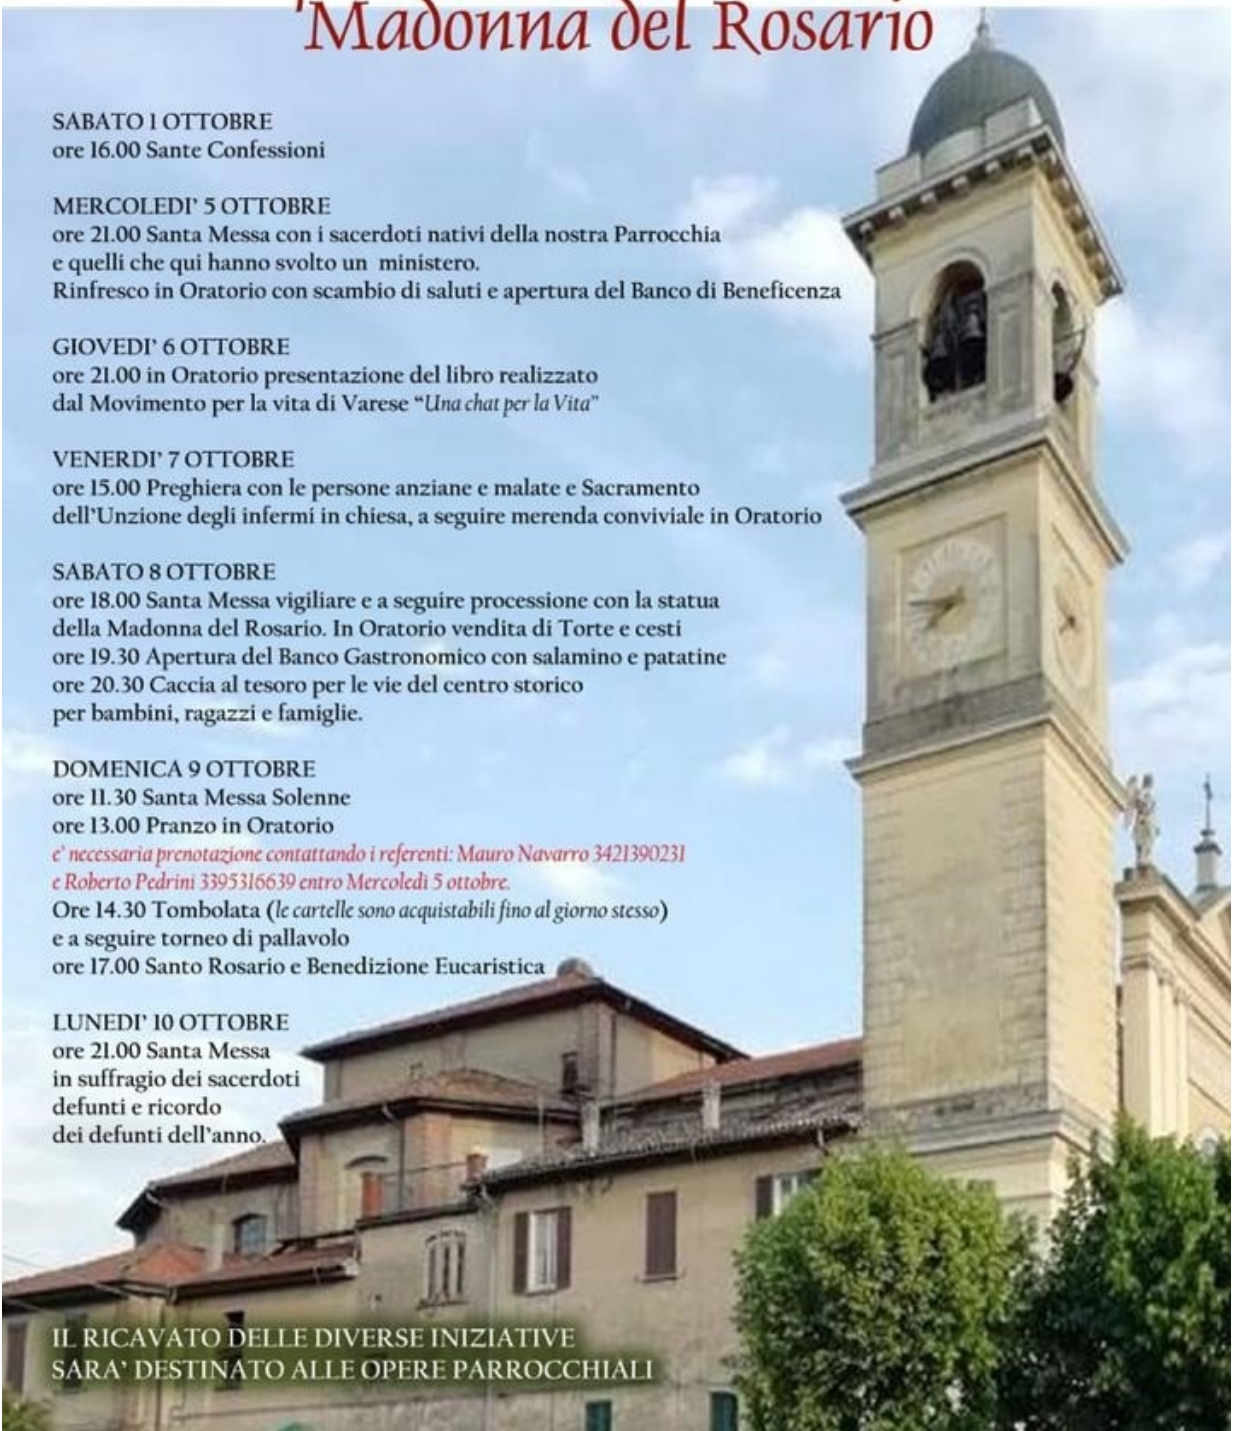 Madonna del Rosario
SABATO 1 OTTOBRE
ore 16.00 Sante Confessioni
MERCOLEDI' 5 OTTOBRE
ore 21.00 Santa Messa con i sacerdoti nativi della nostra Parrocchia
e quelli che qui hanno svolto un ministero.
Rinfresco in Oratorio con scambio di saluti e apertura del Banco di Beneficenza
GIOVEDI' 6 OTTOBRE
ore 21.00 in Oratorio presentazione del libro realizzato
dal Movimento per la vita di Varese "Una chat per la Vita"
VENERDI' 7 OTTOBRE
ore 15.00 Preghiera con le persone anziane e malate e Sacramento
dell'Unzione degli infermi in chiesa, a seguire merenda conviviale in Oratorio
SABATO 8 OTTOBRE
ore 18.00 Santa Messa vigiliare e a seguire processione con la statua
della Madonna del Rosario. In Oratorio vendita di Torte e cesti
ore 19.30 Apertura del Banco Gastronomico con salamino e patatine
ore 20.30 Caccia al tesoro per le vie del centro storico
per bambini, ragazzi e famiglie.
DOMENICA 9 OTTOBRE
ore 11.30 Santa Messa Solenne
ore 13.00 Pranzo in Oratorio
e' necessaria prenotazione contattando i referenti: Mauro Navarro 3421390231
e Roberto Pedrini 3395316639 entro Mercoledì 5 ottobre.
Ore 14.30 Tombolata (le cartelle sono acquistabili fino al giorno stesso)
e a seguire torneo di pallavolo
ore 17.00 Santo Rosario e Benedizione Eucaristica
LUNEDI' 10 OTTOBRE
ore 21.00 Santa Messa
in suffragio dei sacerdoti
defunti e ricordo
dei defunti dell'anno.
IL RICAVATO DELLE DIVERSE INIZIATIVE
SARA' DESTINATO ALLE OPERE PARROCCHIALI